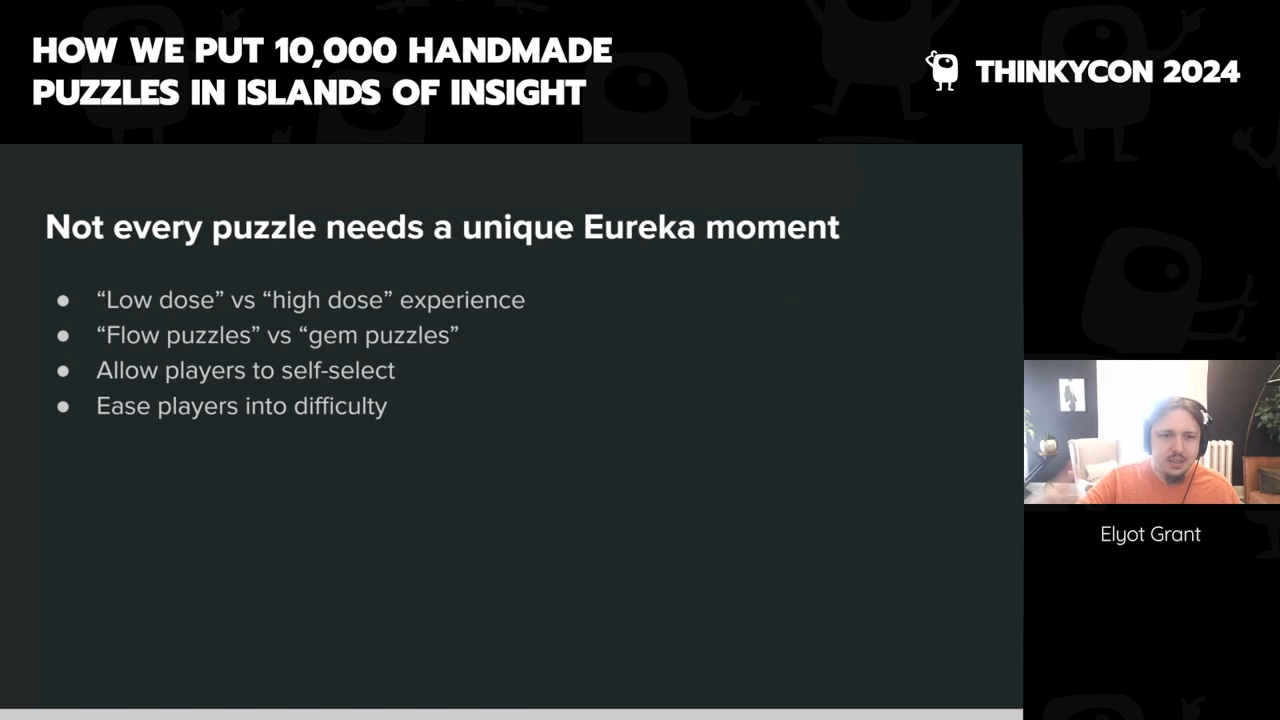 HOW WE PUT 10,000 HANDMADE
PUZZLES IN ISLANDS OF INSIGHT
THINKYCON 2024
Not every puzzle needs a unique Eureka moment
● “Low dose” vs “high dose” experience
● “Flow puzzles” vs “gem puzzles”
● Allow players to self-select
● Ease players into difficulty
Elyot Grant